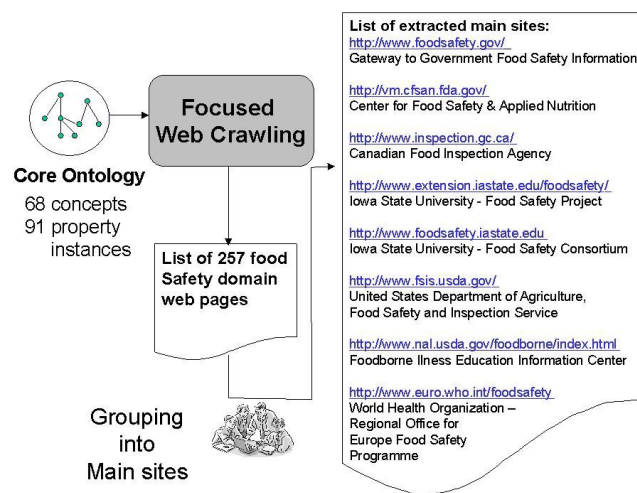 Core Ontology
68 concepts
91 property
instances
Focused
Web Crawling
List of 257 food
Safety domain
web pages
Grouping
into
Main sites
List of extracted main sites:
http://www.foodsafety.gov/
Gateway to Government Food Safety Information
http://vm.cfsan.fda.gov/
Center for Food Safety & Applied Nutrition
http://www.inspection.gc.ca/
Canadian Food Inspection Agency
http://www.extension.iastate.edu/foodsafety/
Iowa State University - Food Safety Project
http://www.foodsafety.iastate.edu
Iowa State University - Food Safety Consortium
http://www.fsis.usda.gov/
United States Department of Agriculture,
Food Safety and Inspection Service
http://www.nal.usda.gov/foodborne/index.html
Foodborne Ilness Education Information Center
http://www.euro.who.int/foodsafety
World Health Organization –
Regional Office for
Europe Food Safety
Programme